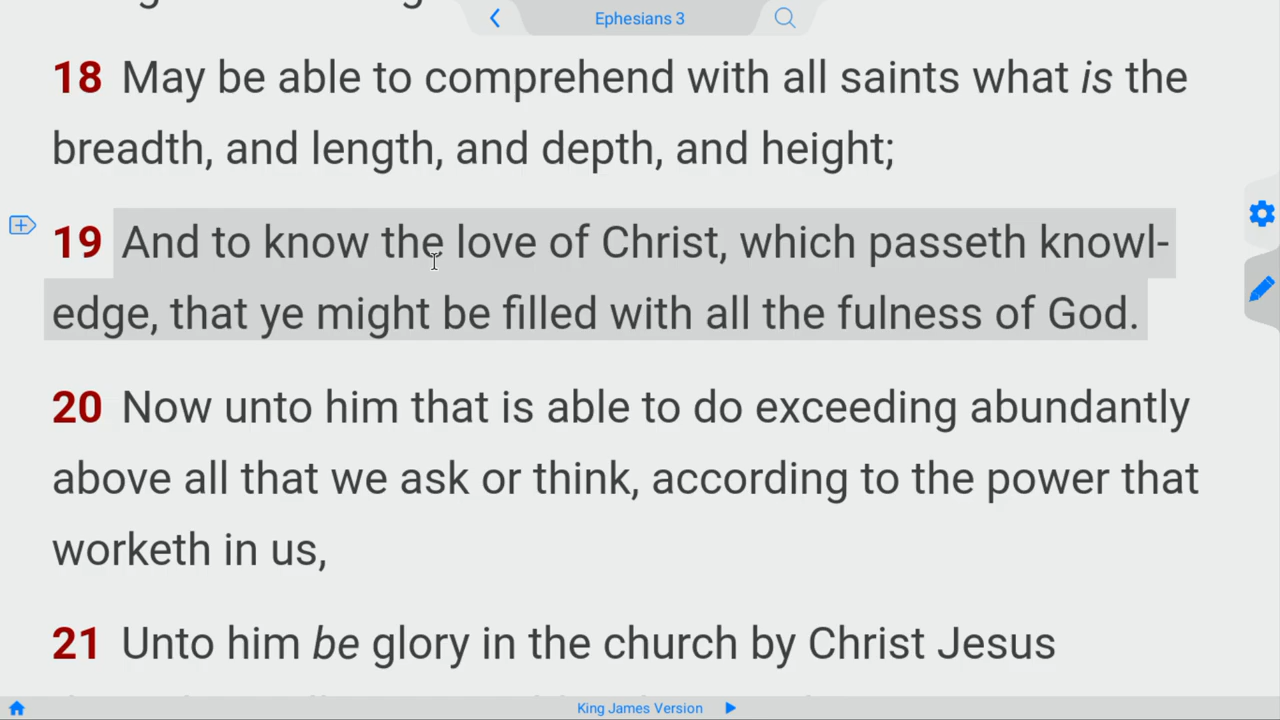 Ephesians 3
18 May be able to comprehend with all saints what is the
breadth, and length, and depth, and height;
19 And to know the love of Christ, which passeth knowl-
edge, that ye might be filled with all the fulness of God.
20 Now unto him that is able to do exceeding abundantly
above all that we ask or think, according to the power that
worketh in us,
21 Unto him be glory in the church by Christ Jesus
King James Version